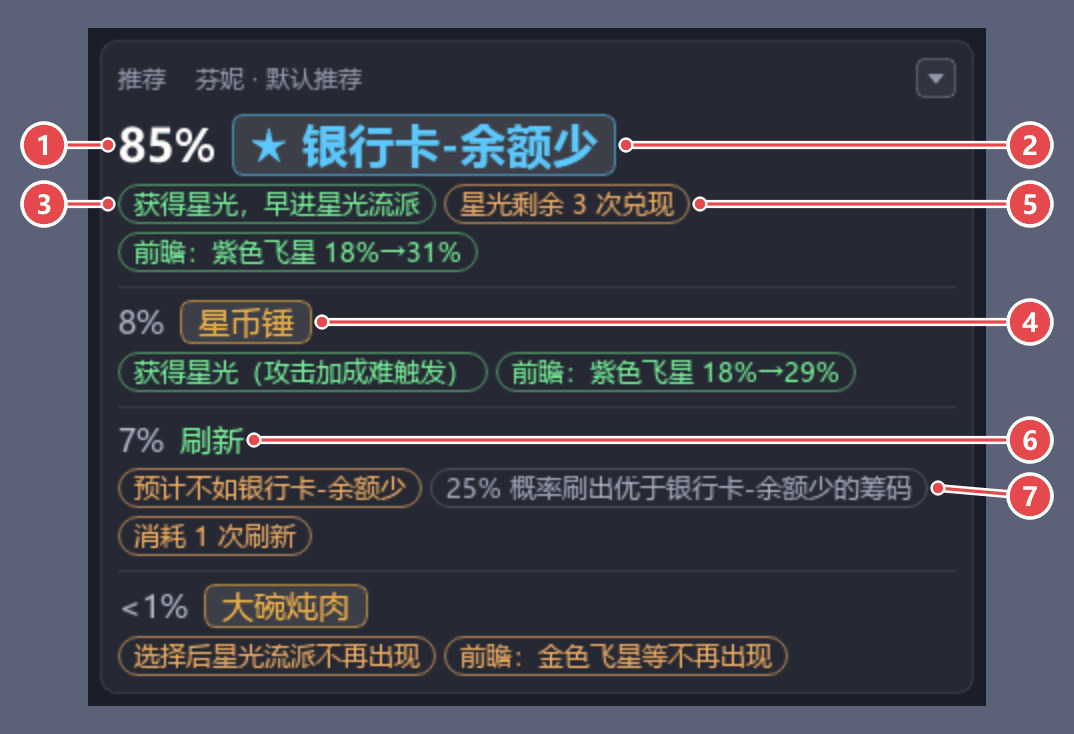 推荐 芬妮 · 默认推荐
1 85% ★ 银行卡-余额少 2
3 获得星光，早进星光流派 星光剩余 3 次兑现 5
前瞻：紫色飞星 18%→31%
8% 星币锤 4
获得星光（攻击加成难触发） 前瞻：紫色飞星 18%→29%
7% 刷新 6
预计不如银行卡-余额少 25% 概率刷出优于银行卡-余额少的筹码 7
消耗 1 次刷新
<1% 大碗炖肉
选择后星光流派不再出现 前瞻：金色飞星等不再出现